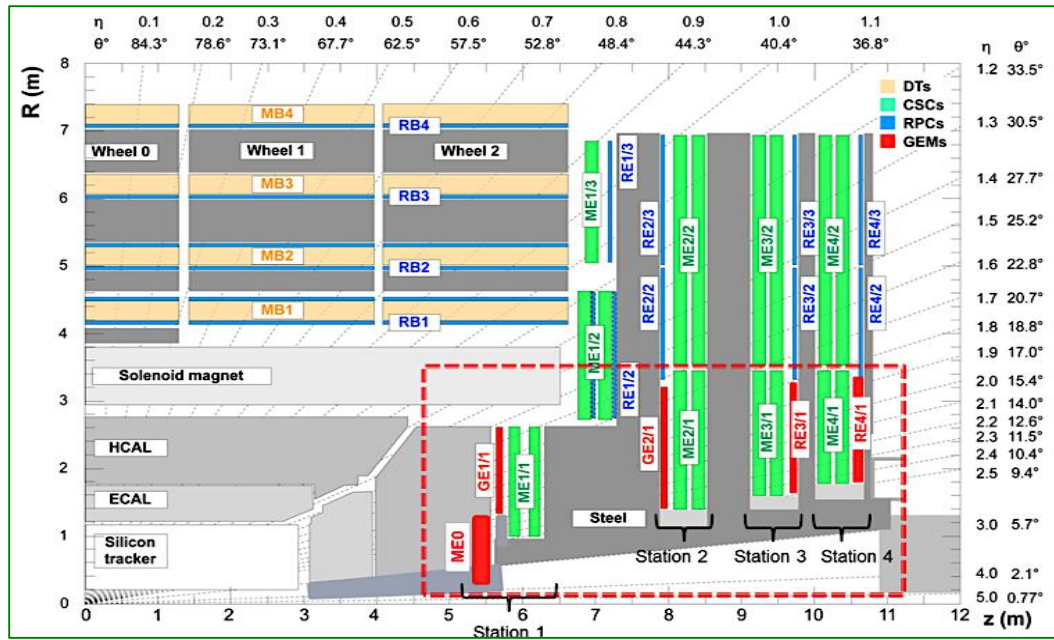 η 0.1 0.2 0.3 0.4 0.5 0.6 0.7 0.8 0.9 1.0 1.1
θ° 84.3° 78.6° 73.1° 67.7° 62.5° 57.5° 52.8° 48.4° 44.3° 40.4° 36.8° η θ°
R (m)
8
7
6
5
4
3
2
1
0
1.2 33.5°
1.3 30.5°
1.4 27.7°
1.5 25.2°
1.6 22.8°
1.7 20.7°
1.8 18.8°
1.9 17.0°
2.0 15.4°
2.1 14.0°
2.2 12.6°
2.3 11.5°
2.4 10.4°
2.5 9.4°
3.0 5.7°
4.0 2.1°
5.0 0.77°
DTs
CSCs
RPCs
GEMs
MB4
RB4
Wheel 0 Wheel 1 Wheel 2
MB3
RB3
MB2
RB2
MB1
RB1
Solenoid magnet
HCAL
ECAL
Silicon
tracker
Steel
ME1/3
RE1/3
ME1/2
RE1/2
RE2/3
RE2/2
ME2/2
ME3/2
RE3/3
RE3/2
ME4/2
RE4/3
RE4/2
GE1/1
ME1/1
ME0
GE2/1
ME2/1
ME3/1
RE3/1
ME4/1
RE4/1
Station 2 Station 3 Station 4
Station 1
0 1 2 3 4 5 6 7 8 9 10 11 12
z (m)